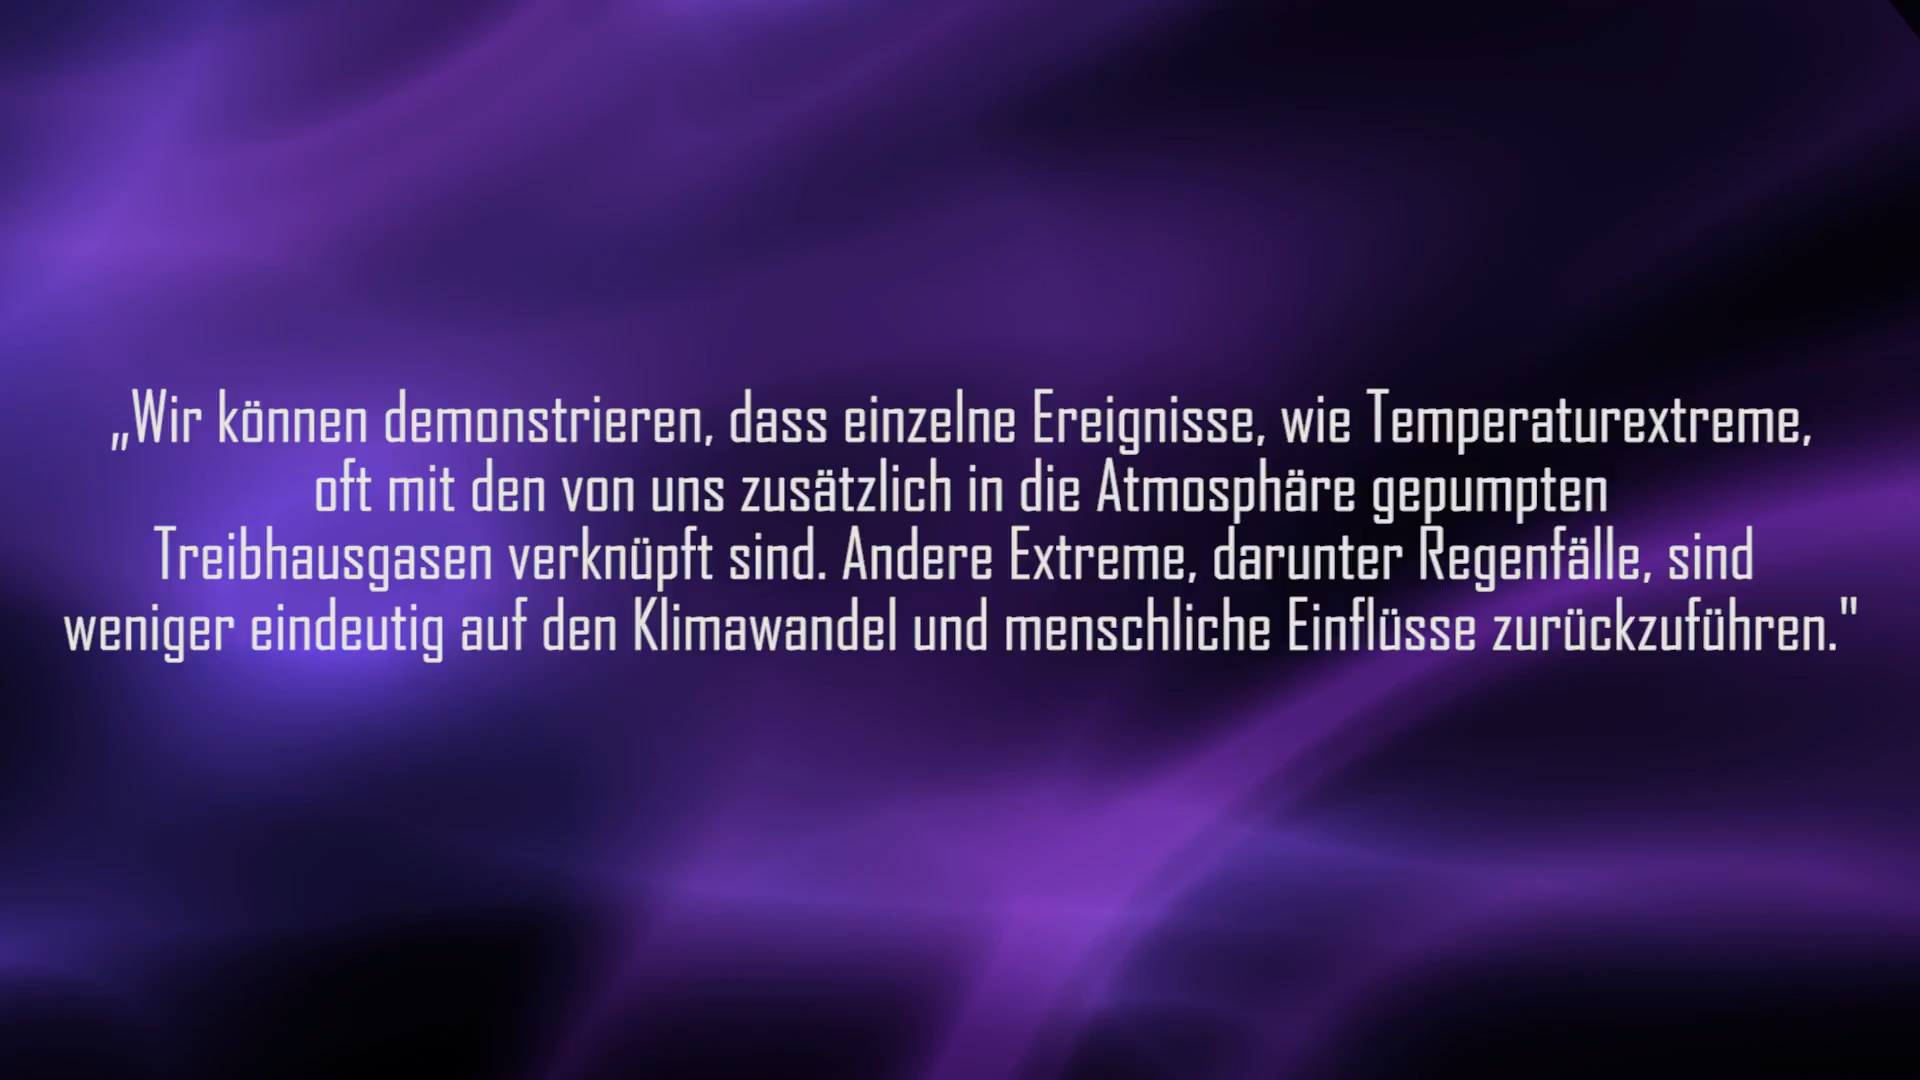 „Wir können demonstrieren, dass einzelne Ereignisse, wie Temperaturextreme,
oft mit den von uns zusätzlich in die Atmosphäre gepumpten
Treibhausgasen verknüpft sind. Andere Extreme, darunter Regenfälle, sind
weniger eindeutig auf den Klimawandel und menschliche Einflüsse zurückzuführen."